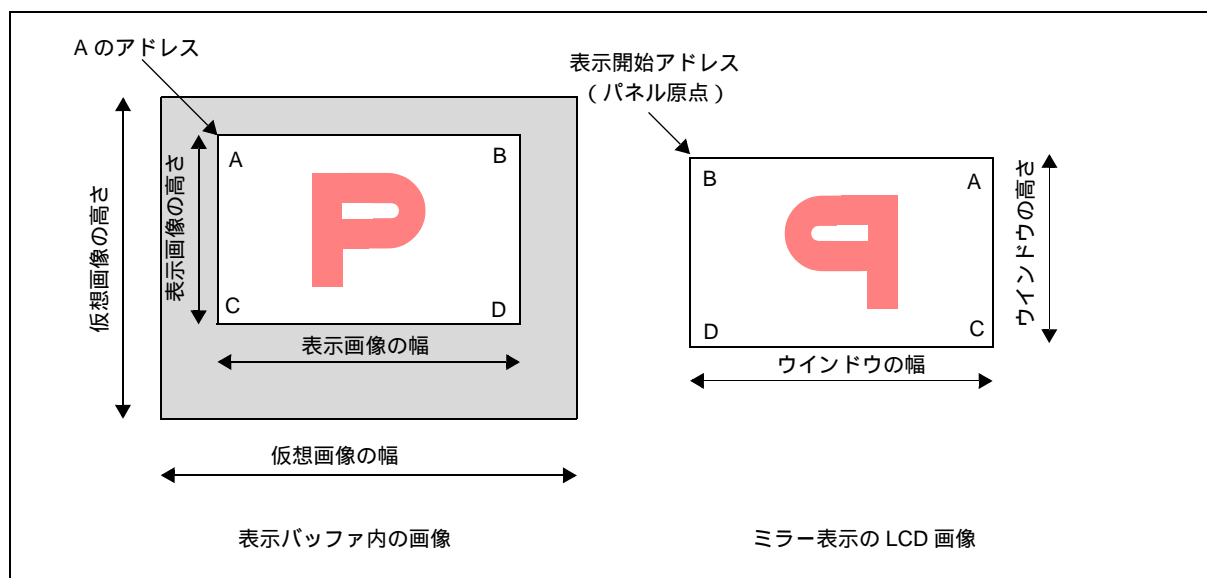 A のアドレス
表示開始アドレス
( パネル原点 )
仮想画像の高さ
表示画像の高さ
A
B
C
D
表示画像の幅
仮想画像の幅
B
A
D
C
ウインドウの高さ
ウインドウの幅
表示バッファ内の画像
ミラー表示の LCD 画像